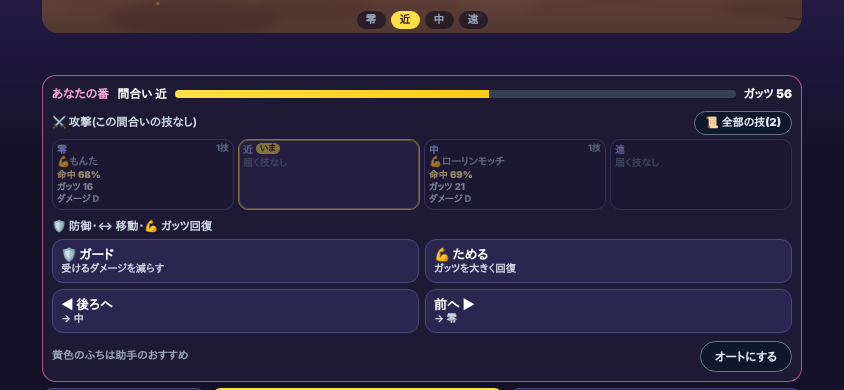 零 近 中 遠
あなたの番 間合い 近 ガッツ 56
⚔️ 攻撃(この間合いの技なし) 📜 全部の技(2)
零 1技
💪もんた
命中 68%
ガッツ 16
ダメージ D
近 いま
届く技なし
中 1技
💪ローリンモッチ
命中 69%
ガッツ 21
ダメージ D
遠
届く技なし
🛡️ 防御・↔ 移動・💪 ガッツ回復
🛡️ ガード
受けるダメージを減らす
💪 ためる
ガッツを大きく回復
◀ 後ろへ
→ 中
前へ ▶
→ 零
黄色のふちは助手のおすすめ オートにする